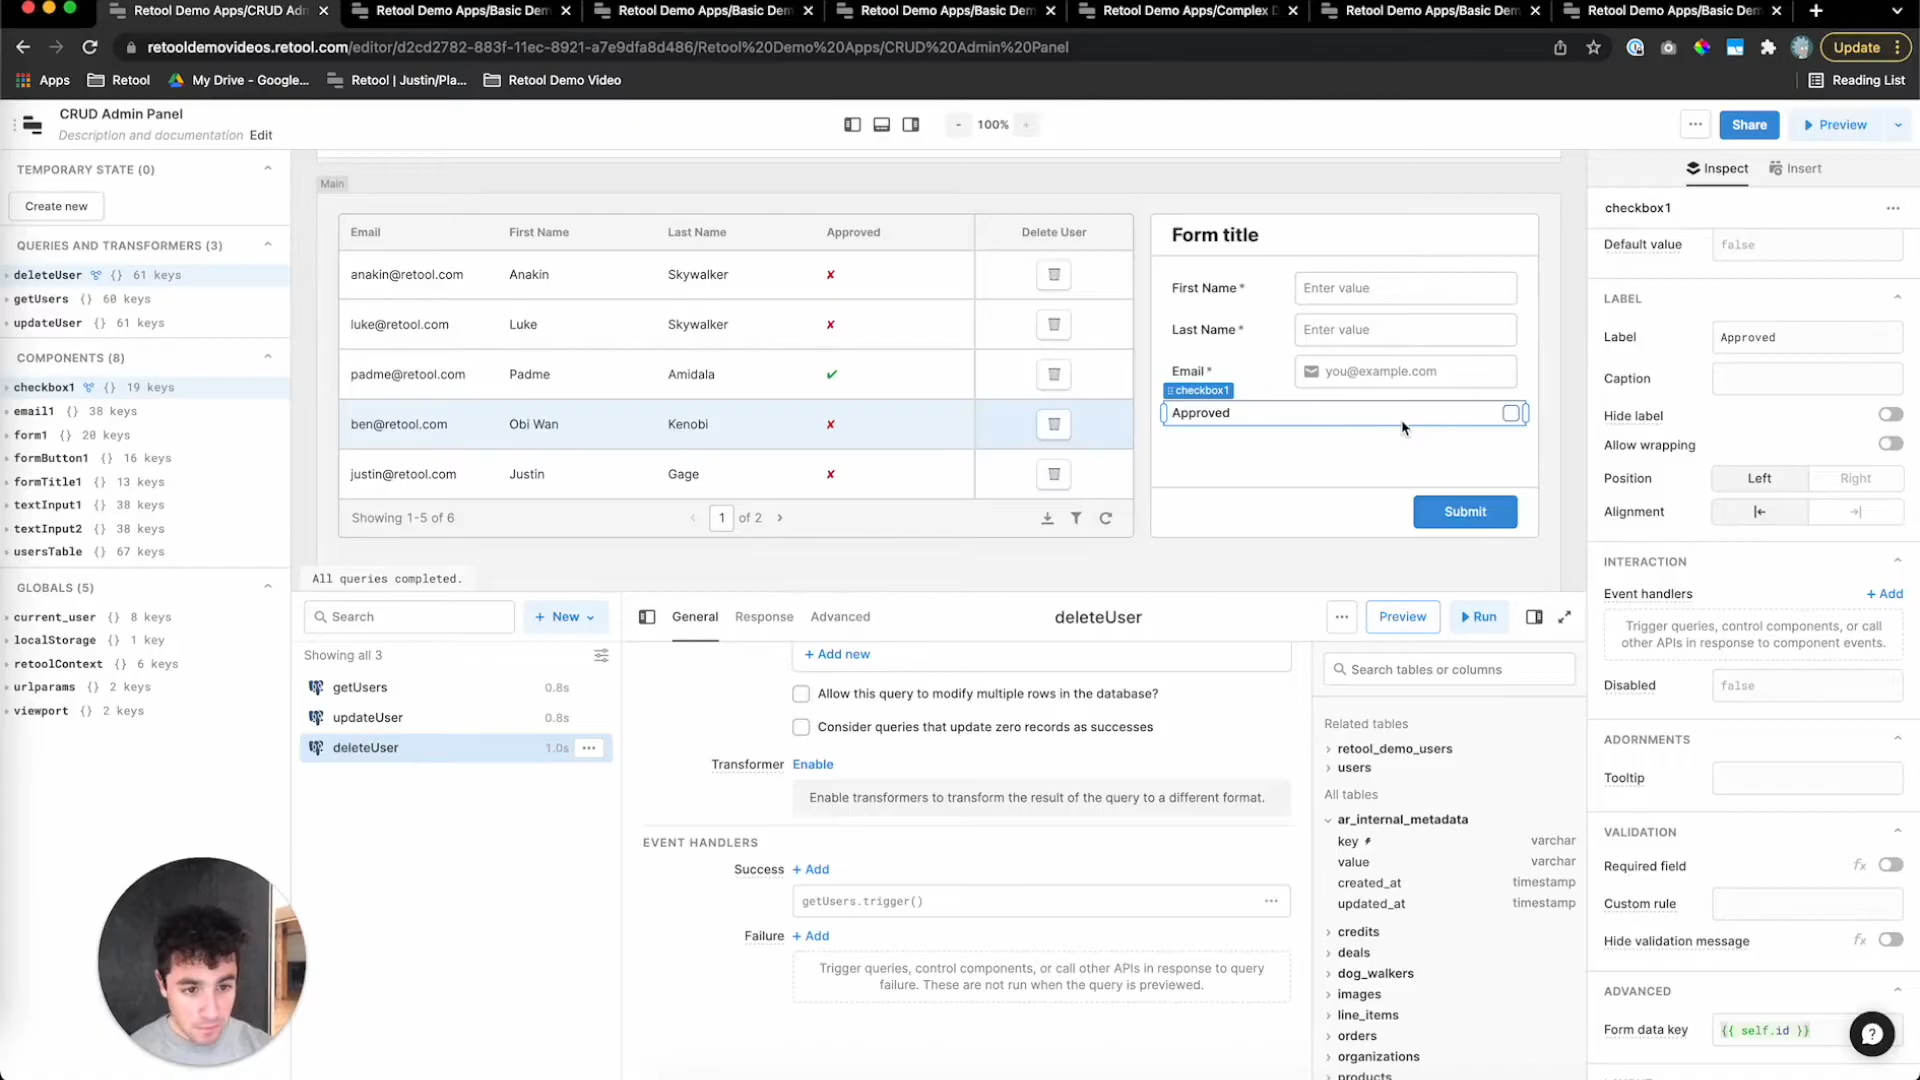 Retool Demo Apps/CRUD Adm
Retool Demo Apps/Basic Dem
Retool Demo Apps/Basic Dem
Retool Demo Apps/Basic Dem
Retool Demo Apps/Complex D
Retool Demo Apps/Basic Dem
Retool Demo Apps/Basic Dem
retooldemovideos.retool.com/editor/d2cd2782-883f-11ec-8921-a7e9dfa8d486/Retool%20Demo%20Apps/CRUD%20Admin%20Panel
Update
Apps
Retool
My Drive - Google...
Retool | Justin/Pla...
Retool Demo Video
Reading List
CRUD Admin Panel
Description and documentation Edit
- 100% +
Share
Preview
TEMPORARY STATE (0)
Create new
QUERIES AND TRANSFORMERS (3)
deleteUser {} 61 keys
getUsers {} 60 keys
updateUser {} 61 keys
COMPONENTS (8)
checkbox1 {} 19 keys
email1 {} 38 keys
form1 {} 20 keys
formButton1 {} 16 keys
formTitle1 {} 13 keys
textInput1 {} 38 keys
textInput2 {} 38 keys
usersTable {} 67 keys
GLOBALS (5)
current_user {} 8 keys
localStorage {} 1 key
retoolContext {} 6 keys
urlparams {} 2 keys
viewport {} 2 keys
Main
Email First Name Last Name Approved Delete User
anakin@retool.com Anakin Skywalker ✘
luke@retool.com Luke Skywalker ✘
padme@retool.com Padme Amidala ✔
ben@retool.com Obi Wan Kenobi ✘
justin@retool.com Justin Gage ✘
Showing 1-5 of 6
1 of 2
Form title
First Name * Enter value
Last Name * Enter value
Email * you@example.com
checkbox1
Approved
Submit
All queries completed.
Search
+ New
Showing all 3
getUsers 0.8s
updateUser 0.8s
deleteUser 1.0s ...
General Response Advanced
deleteUser
...
Preview
Run
+ Add new
Allow this query to modify multiple rows in the database?
Consider queries that update zero records as successes
Transformer Enable
Enable transformers to transform the result of the query to a different format.
EVENT HANDLERS
Success + Add
getUsers.trigger() ...
Failure + Add
Trigger queries, control components, or call other APIs in response to query
failure. These are not run when the query is previewed.
Search tables or columns
Related tables
retool_demo_users
users
All tables
ar_internal_metadata
key varchar
value varchar
created_at timestamp
updated_at timestamp
credits
deals
dog_walkers
images
line_items
orders
organizations
products
Inspect Insert
checkbox1 ...
Default value false
LABEL
Label Approved
Caption
Hide label
Allow wrapping
Position Left Right
Alignment
INTERACTION
Event handlers + Add
Trigger queries, control components, or call
other APIs in response to component events.
Disabled false
ADORNMENTS
Tooltip
VALIDATION
Required field fx
Custom rule
Hide validation message fx
ADVANCED
Form data key {{ self.id }}